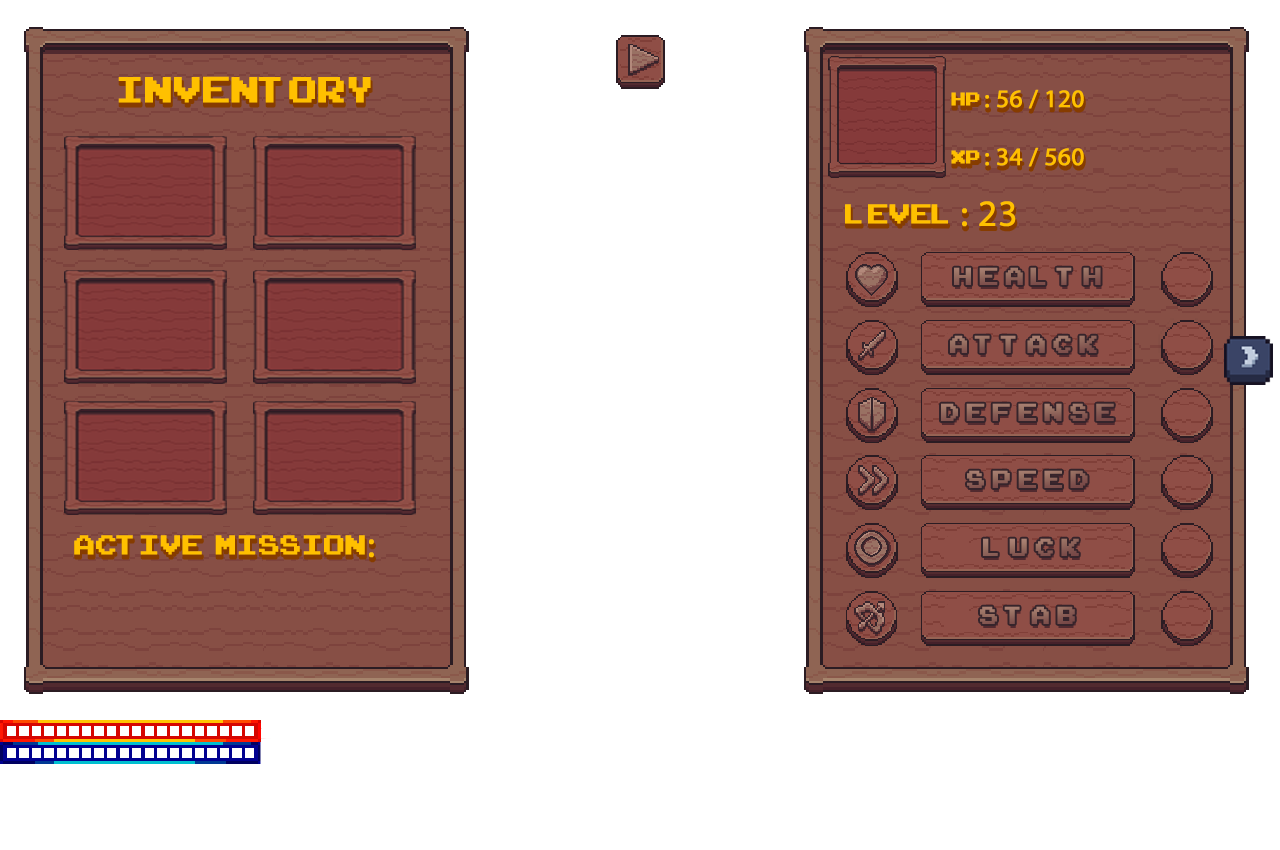 INVENTORY
ACTIVE MISSION:
HP: 56 / 120
XP: 34 / 560
LEVEL : 23
HEALTH
ATTACK
DEFENSE
SPEED
LUCK
STAB